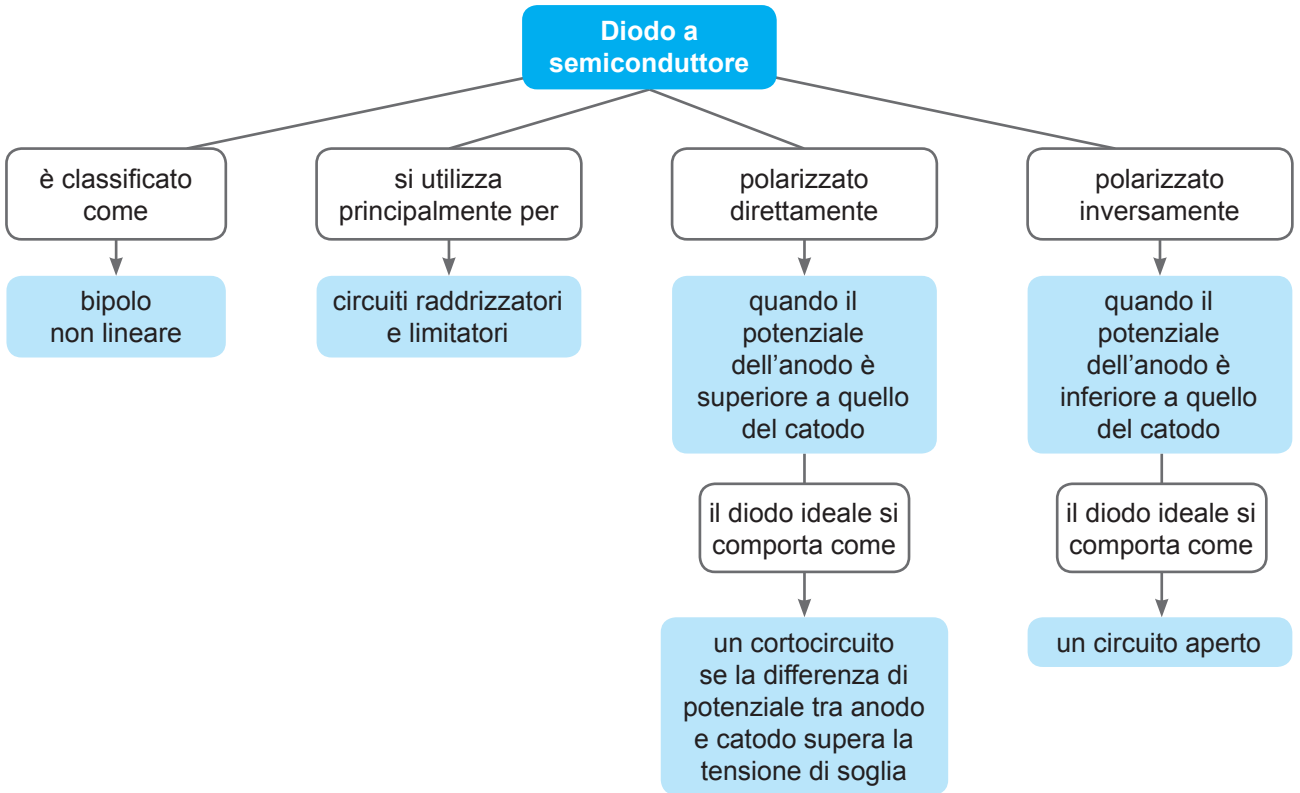 Diodo a
semiconduttore
è classificato
come
bipolo
non lineare
si utilizza
principalmente per
circuiti raddrizzatori
e limitatori
polarizzato
direttamente
quando il
potenziale
dell’anodo è
superiore a quello
del catodo
il diodo ideale si
comporta come
un cortocircuito
se la differenza di
potenziale tra anodo
e catodo supera la
tensione di soglia
polarizzato
inversamente
quando il
potenziale
dell’anodo è
inferiore a quello
del catodo
il diodo ideale si
comporta come
un circuito aperto